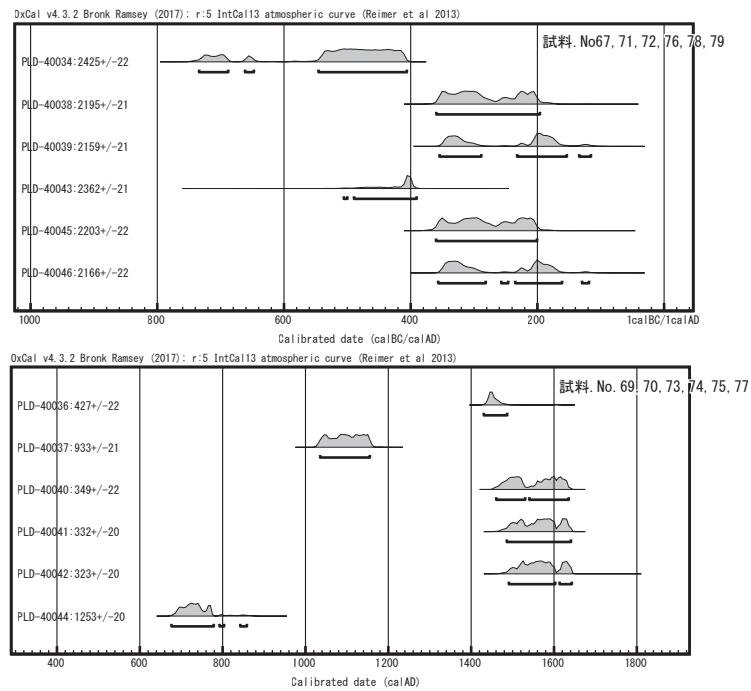 OxCal v4.3.2 Bronk Ramsey (2017); r:5 IntCal13 atmospheric curve (Reimer et al 2013)
試料. No67, 71, 72, 76, 78, 79
PLD-40034:2425+/-22
PLD-40038:2195+/-21
PLD-40039:2159+/-21
PLD-40043:2362+/-21
PLD-40045:2203+/-22
PLD-40046:2166+/-22
1000 800 600 400 200 1calBC/1calAD
Calibrated date (calBC/calAD)
OxCal v4.3.2 Bronk Ramsey (2017); r:5 IntCal13 atmospheric curve (Reimer et al 2013)
試料. No. 69, 70, 73, 74, 75, 77
PLD-40036:427+/-22
PLD-40037:933+/-21
PLD-40040:349+/-22
PLD-40041:332+/-20
PLD-40042:323+/-20
PLD-40044:1253+/-20
400 600 800 1000 1200 1400 1600 1800
Calibrated date (calAD)